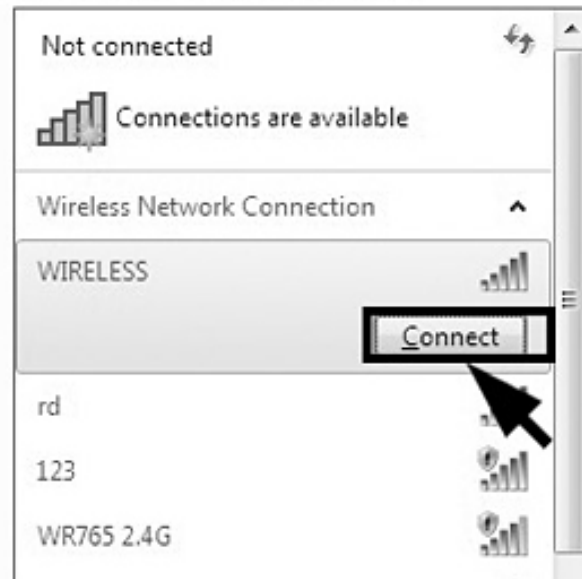 Not connected
Connections are available
Wireless Network Connection
WIRELESS
Connect
rd
123
WR765 2.4G